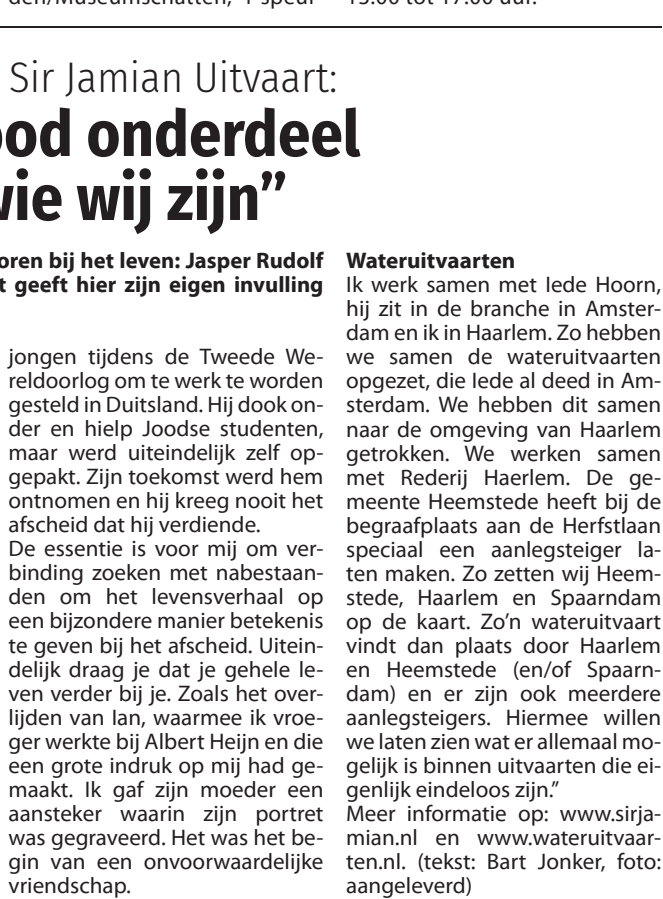 den/Museumschatten, 4 speur
13.00 tot 17.00 uur.
Sir Jamian Uitvaart:
ood onderdeel
wie wij zijn”
oren bij het leven: Jasper Rudolf
t geeft hier zijn eigen invulling
jongen tijdens de Tweede We-
reldoorlog om te werk te worden
gesteld in Duitsland. Hij dook on-
der en hielp Joodse studenten,
maar werd uiteindelijk zelf op-
gepakt. Zijn toekomst werd hem
ontnomen en hij kreeg nooit het
afscheid dat hij verdiende.
De essentie is voor mij om ver-
binding zoeken met nabestaan-
den om het levensverhaal op
een bijzondere manier betekenis
te geven bij het afscheid. Uitein-
delijk draag je dat je gehele le-
ven verder bij je. Zoals het over-
lijden van Ian, waarmee ik vroe-
ger werkte bij Albert Heijn en die
een grote indruk op mij had ge-
maakt. Ik gaf zijn moeder een
aansteker waarin zijn portret
was gegraveerd. Het was het be-
gin van een onvoorwaardelijke
vriendschap.
Wateruitvaarten
Ik werk samen met Iede Hoorn,
hij zit in de branche in Amster-
dam en ik in Haarlem. Zo hebben
we samen de wateruitvaarten
opgezet, die Iede al deed in Am-
sterdam. We hebben dit samen
naar de omgeving van Haarlem
getrokken. We werken samen
met Rederij Haerlem. De ge-
meente Heemstede heeft bij de
begraafplaats aan de Herfstlaan
speciaal een aanlegsteiger la-
ten maken. Zo zetten wij Heem-
stede, Haarlem en Spaarndam
op de kaart. Zo’n wateruitvaart
vindt dan plaats door Haarlem
en Heemstede (en/of Spaarn-
dam) en er zijn ook meerdere
aanlegsteigers. Hiermee willen
we laten zien wat er allemaal mo-
gelijk is binnen uitvaarten die ei-
genlijk eindeloos zijn.”
Meer informatie op: www.sirja-
mian.nl en www.wateruitvaar-
ten.nl. (tekst: Bart Jonker, foto:
aangeleverd)